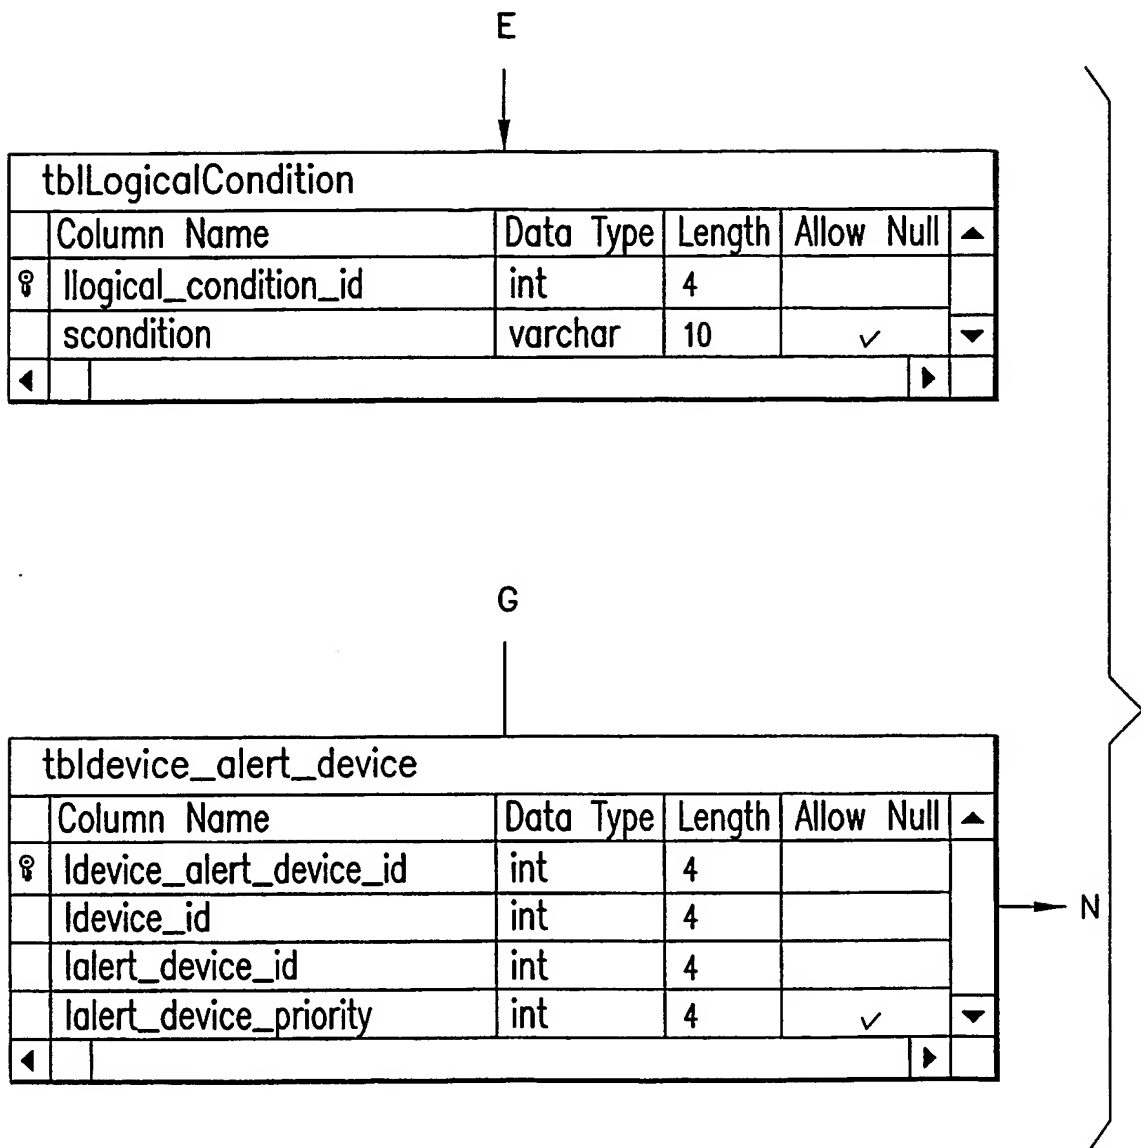 E
tblLogicalCondition
Column Name Data Type Length Allow Null
llogical_condition_id int 4
scondition varchar 10 ✓
G
tbldevice_alert_device
Column Name Data Type Length Allow Null
ldevice_alert_device_id int 4
ldevice_id int 4
lalert_device_id int 4
lalert_device_priority int 4 ✓
N